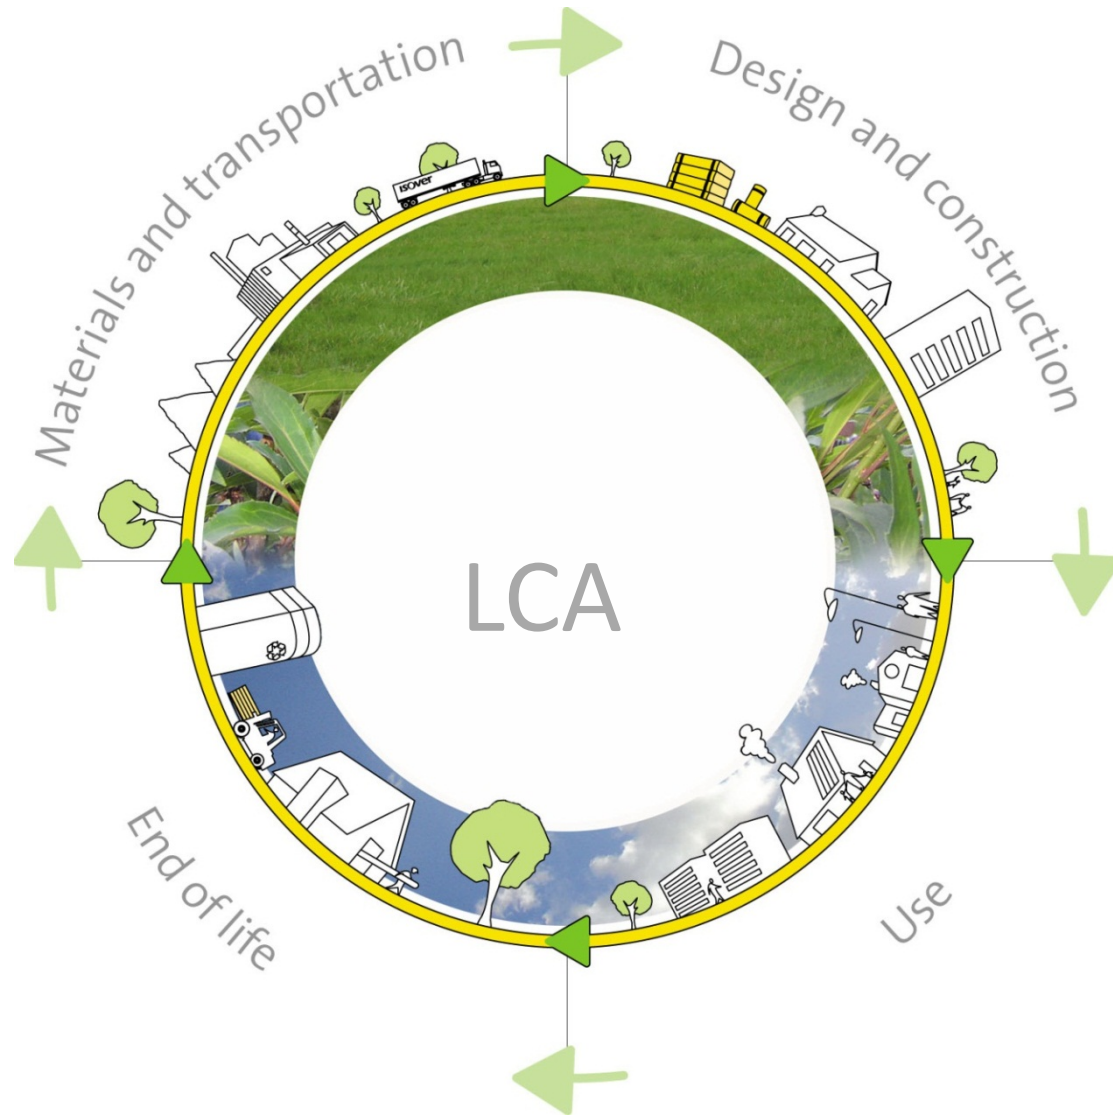 Materials and transportation
Design and construction
isover
LCA
End of life
Use